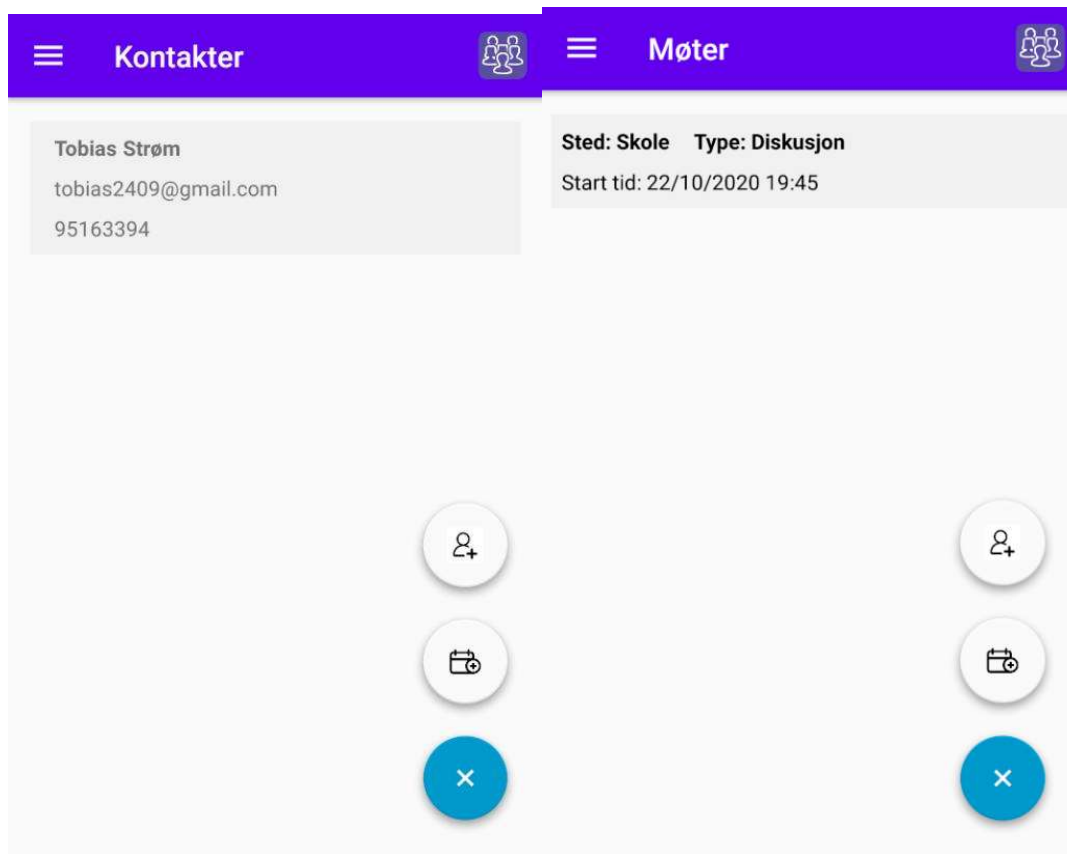 Kontakter
Tobias Strøm
tobias2409@gmail.com
95163394
Møter
Sted: Skole Type: Diskusjon
Start tid: 22/10/2020 19:45